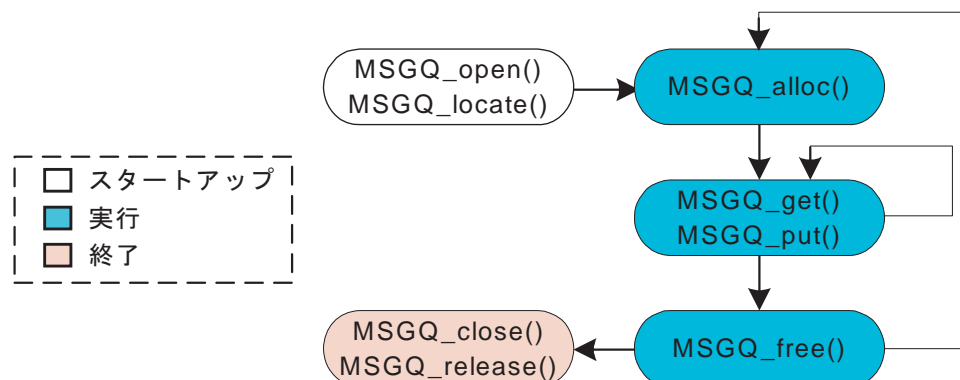 MSGQ_open()
MSGQ_locate()
MSGQ_alloc()
スタートアップ
実行
終了
MSGQ_get()
MSGQ_put()
MSGQ_close()
MSGQ_release()
MSGQ_free()